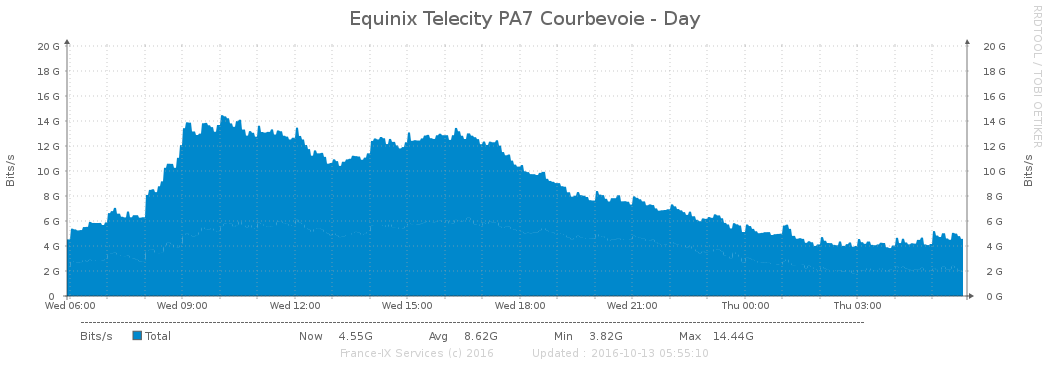 Equinix Telecity PA7 Courbevoie - Day
RRDTOOL / TOBI OETIKER
20 G 20 G
18 G 18 G
16 G 16 G
14 G 14 G
12 G 12 G
10 G 10 G
8 G 8 G
6 G 6 G
4 G 4 G
2 G 2 G
0 0 G
Bits/s
Bits/s
Wed 06:00 Wed 09:00 Wed 12:00 Wed 15:00 Wed 18:00 Wed 21:00 Thu 00:00 Thu 03:00
Bits/s Total Now 4.55G Avg 8.62G Min 3.82G Max 14.44G
France-IX Services (c) 2016 Updated : 2016-10-13 05:55:10